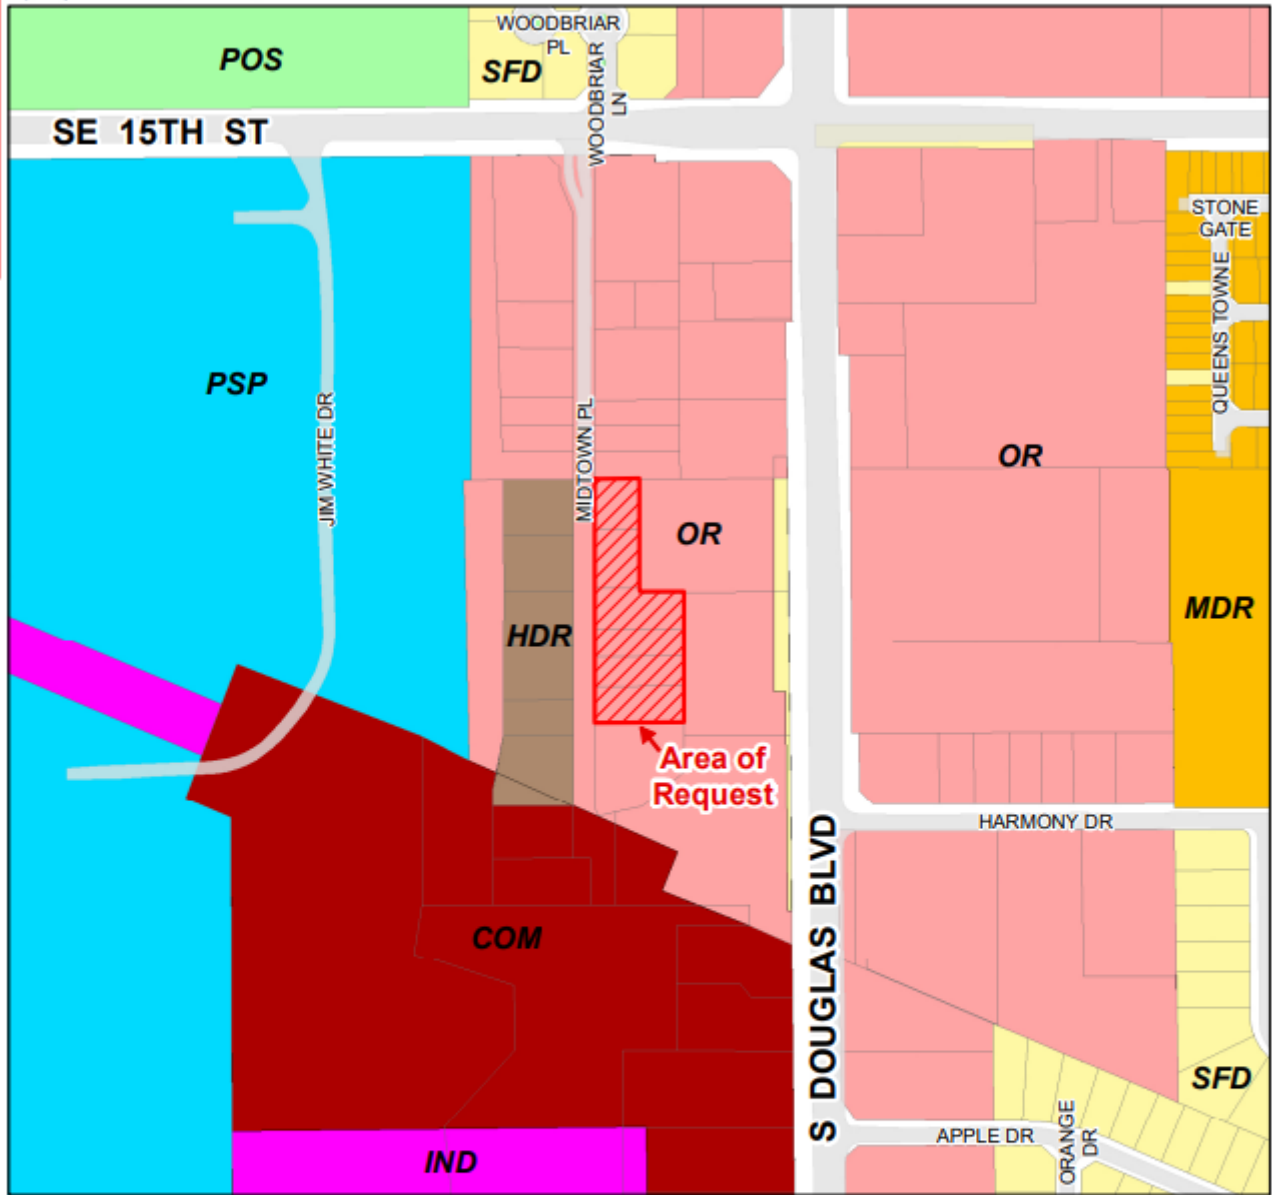 WOODBRIAR
PL
POS
SFD
WOODBRIAR
LN
SE 15TH ST
STONE
GATE
QUEENS TOWNE
PSP
JIM WHITE DR
MIDTOWN PL
OR
OR
HDR
MDR
Area of
Request
HARMONY DR
S DOUGLAS BLVD
COM
SFD
ORANGE
DR
APPLE DR
IND